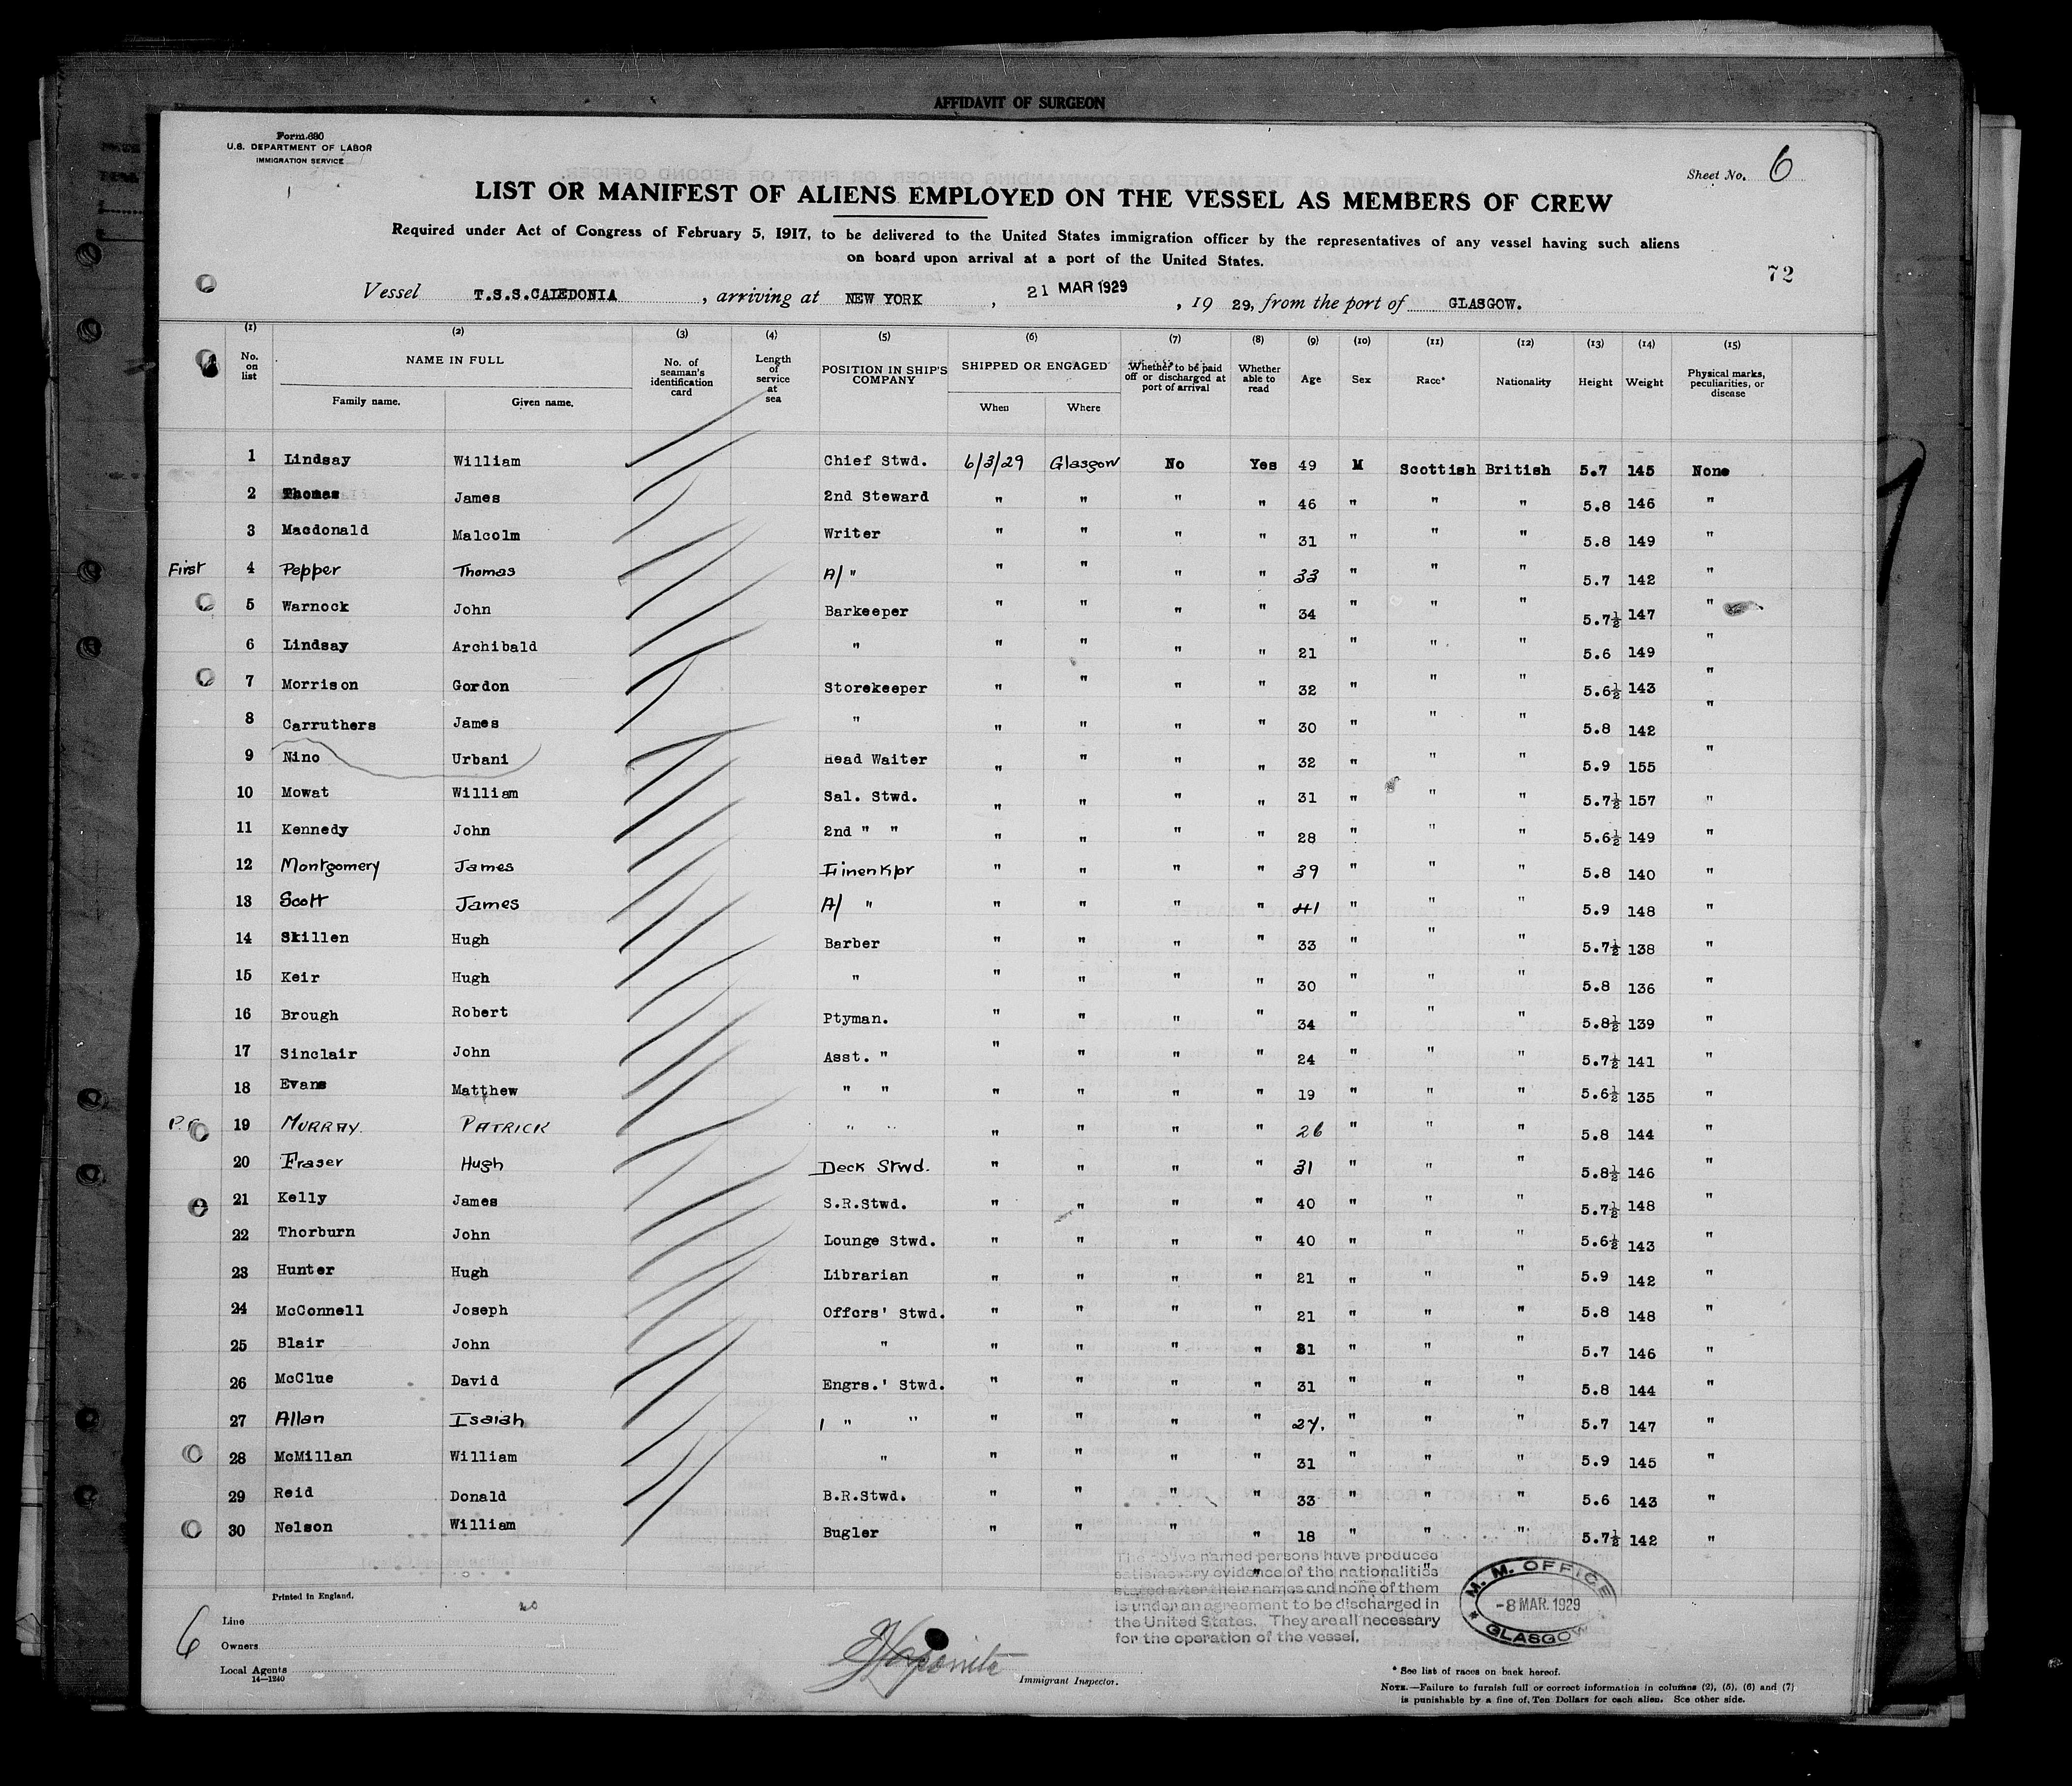 AFFIDAVIT OF SURGEON
Form 680
U.S. DEPARTMENT OF LABOR
IMMIGRATION SERVICE
Sheet No. 6
LIST OR MANIFEST OF ALIENS EMPLOYED ON THE VESSEL AS MEMBERS OF CREW
Required under Act of Congress of February 5, 1917, to be delivered to the United States immigration officer by the representatives of any vessel having such aliens
on board upon arrival at a port of the United States.
72
Vessel T.S.S.CALEDONIA, arriving at NEW YORK, 21 MAR 1929, 19 29, from the port of GLASGOW.
(1) (2) (3) (4) (5) (6) (7) (8) (9) (10) (11) (12) (13) (14) (15)
No. on list NAME IN FULL Family name. Given name. No. of seaman's identification card Length of service at sea POSITION IN SHIP'S COMPANY SHIPPED OR ENGAGED When Where Whether to be paid off or discharged at port of arrival Whether able to read Age Sex Race* Nationality Height Weight Physical marks, peculiarities, or disease
1 Lindsay William Chief Stwd. 6/3/29 Glasgow No Yes 49 M Scottish British 5.7 145 None
2 Thomas James 2nd Steward " " " " 46 " " " 5.8 146 "
3 Macdonald Malcolm Writer " " " " 31 " " " 5.8 149 "
First 4 Pepper Thomas A/ " " " " " 33 " " " 5.7 142 "
5 Warnock John Barkeeper " " " " 34 " " " 5.7½ 147 "
6 Lindsay Archibald " " " " " 21 " " " 5.6 149 "
7 Morrison Gordon Storekeeper " " " " 32 " " " 5.6½ 143 "
8 Carruthers James " " " " " 30 " " " 5.8 142 "
9 Nino Urbani Head Waiter " " " " 32 " " " 5.9 155 "
10 Mowat William Sal. Stwd. " " " " 31 " " " 5.7½ 157 "
11 Kennedy John 2nd " " " " " " 28 " " " 5.6½ 149 "
12 Montgomery James LinenKpr " " " " 39 " " " 5.8 140 "
13 Scott James A/ " " " " " 41 " " " 5.9 148 "
14 Skillen Hugh Barber " " " " 33 " " " 5.7½ 138 "
15 Keir Hugh " " " " " 30 " " " 5.8 136 "
16 Brough Robert Ptyman. " " " " 34 " " " 5.8½ 139 "
17 Sinclair John Asst. " " " " " 24 " " " 5.7½ 141 "
18 Evans Matthew " " " " " " 19 " " " 5.6½ 135 "
19 MURRAY. PATRICK " " " " " " 26 " " " 5.8 144 "
20 Fraser Hugh Deck Stwd. " " " " 31 " " " 5.8½ 146 "
21 Kelly James S.R.Stwd. " " " " 40 " " " 5.7½ 148 "
22 Thorburn John Lounge Stwd. " " " " 40 " " " 5.6½ 143 "
23 Hunter Hugh Librarian " " " " 21 " " " 5.9 142 "
24 McConnell Joseph Offcrs' Stwd. " " " " 21 " " " 5.8 148 "
25 Blair John " " " " " 31 " " " 5.7 146 "
26 McClue David Engrs.' Stwd. " " " " 31 " " " 5.8 144 "
27 Allan Isaiah 1 " " " " " " 27. " " " 5.7 147 "
28 McMillan William " " " " " 31 " " " 5.9 145 "
29 Reid Donald B.R.Stwd. " " " " 33 " " " 5.6 143 "
30 Nelson William Bugler " " " " 18 " " " 5.7½ 142 "
The above named persons have produced
satisfactory evidence of the nationalities
stated after their names and none of them
is under an agreement to be discharged in
the United States. They are all necessary
for the operation of the vessel.
M. M. OFFICE
-8 MAR. 1929
* GLASGOW
Printed in England.
6
Line
Owners
Local Agents
14—1240
Immigrant Inspector.
* See list of races on back hereof.
NOTE.—Failure to furnish full or correct information in columns (2), (5), (6) and (7)
is punishable by a fine of Ten Dollars for each alien. See other side.